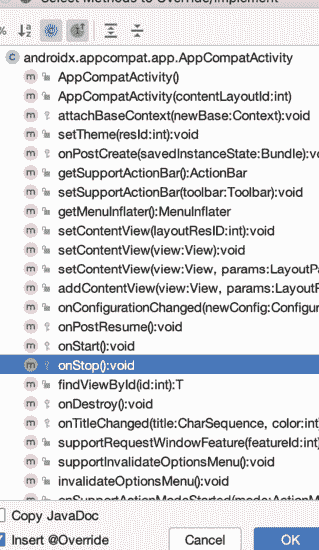 Select Methods to Override/Implement
androidx.appcompat.app.AppCompatActivity
AppCompatActivity()
AppCompatActivity(contentLayoutId:int)
attachBaseContext(newBase:Context):void
setTheme(resId:int):void
onPostCreate(savedInstanceState:Bundle):vo
getSupportActionBar():ActionBar
setSupportActionBar(toolbar:Toolbar):void
getMenuInflater():MenuInflater
setContentView(layoutResID:int):void
setContentView(view:View):void
setContentView(view:View, params:LayoutPa
addContentView(view:View, params:LayoutP
onConfigurationChanged(newConfig:Configur
onPostResume():void
onStart():void
onStop():void
findViewById(id:int):T
onDestroy():void
onTitleChanged(title:CharSequence, color:int)
supportRequestWindowFeature(featureId:int)
supportInvalidateOptionsMenu():void
invalidateOptionsMenu():void
onSupportActionModeStarted(mode:ActionM
Copy JavaDoc
Insert @Override
Cancel
OK